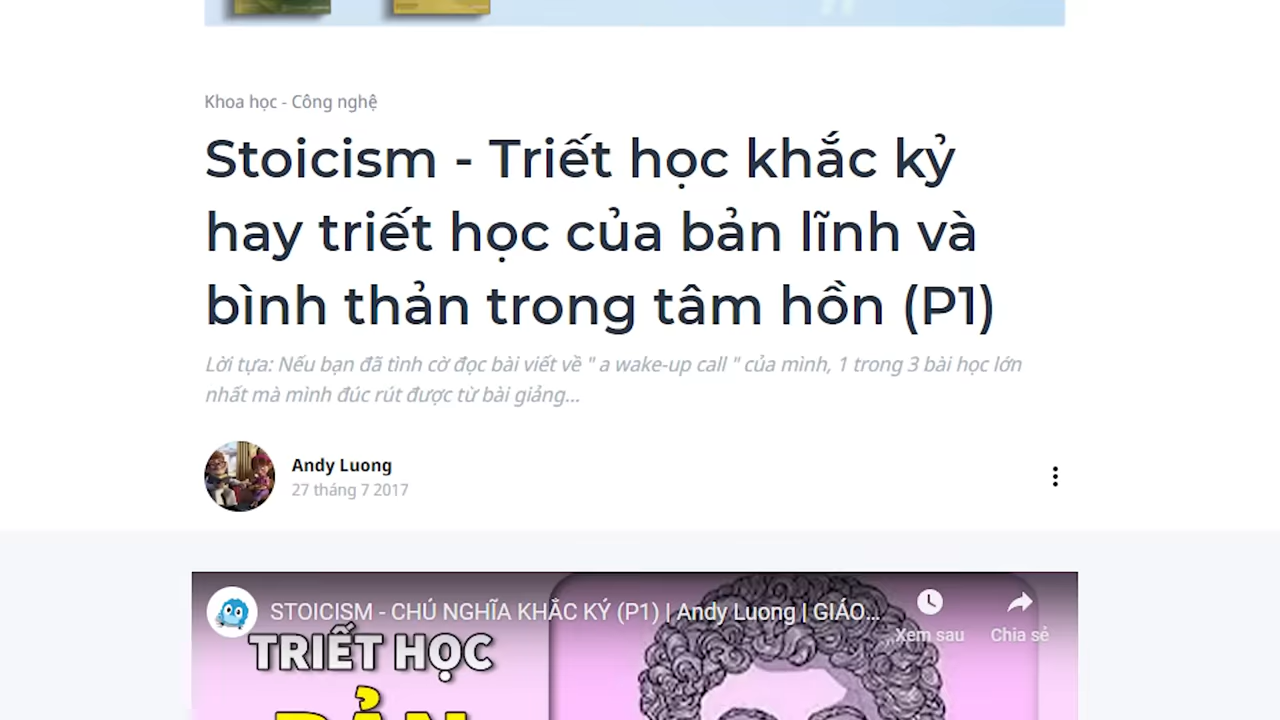 Khoa học - Công nghệ
Stoicism - Triết học khắc kỷ
hay triết học của bản lĩnh và
bình thản trong tâm hồn (P1)
Lời tựa: Nếu bạn đã tình cờ đọc bài viết về " a wake-up call " của mình, 1 trong 3 bài học lớn
nhất mà mình đúc rút được từ bài giảng...
Andy Luong
27 tháng 7 2017
STOICISM - CHỦ NGHĨA KHẮC KỶ (P1) | Andy Luong | GIÁO...
Xem sau
Chia sẻ
TRIẾT HỌC
BẢN